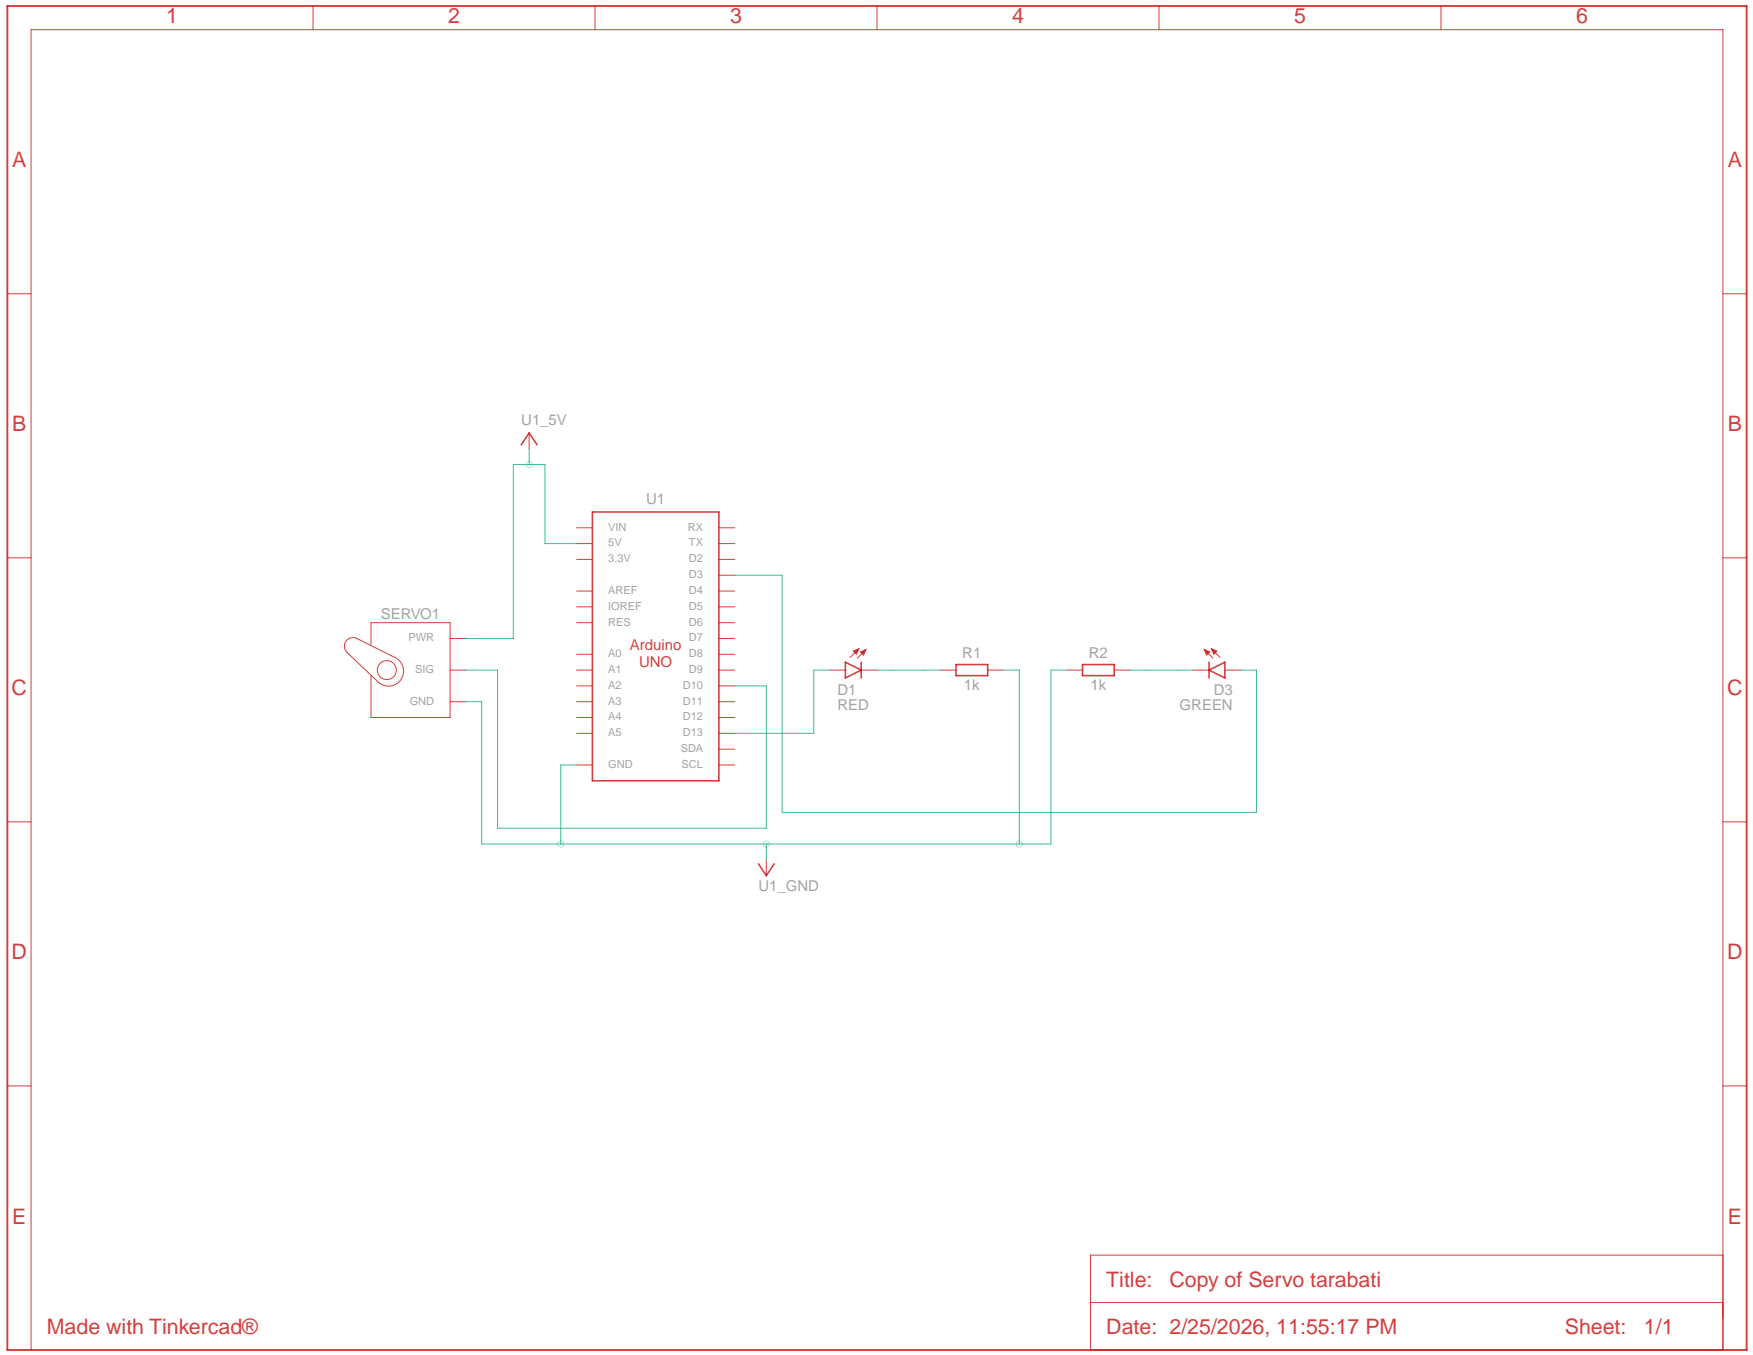 1 2 3 4 5 6
A A
B B
U1_5V
U1
VIN RX
5V TX
3.3V D2
D3
AREF D4
IOREF D5
RES D6
D7
A0 D8
A1 D9
A2 D10
A3 D11
A4 D12
A5 D13
SDA
GND SCL
Arduino
UNO
SERVO1
PWR
SIG
GND
C C
D1
RED
R1
1k
R2
1k
D3
GREEN
U1_GND
D D
E E
Title: Copy of Servo tarabati
Date: 2/25/2026, 11:55:17 PM Sheet: 1/1
Made with Tinkercad®